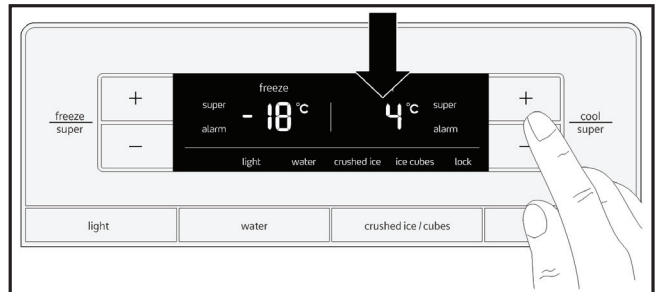 freeze
super
+
−
freeze
super
alarm
- 18 °C
4 °C
super
alarm
light water crushed ice ice cubes lock
+
−
cool
super
light
water
crushed ice / cubes